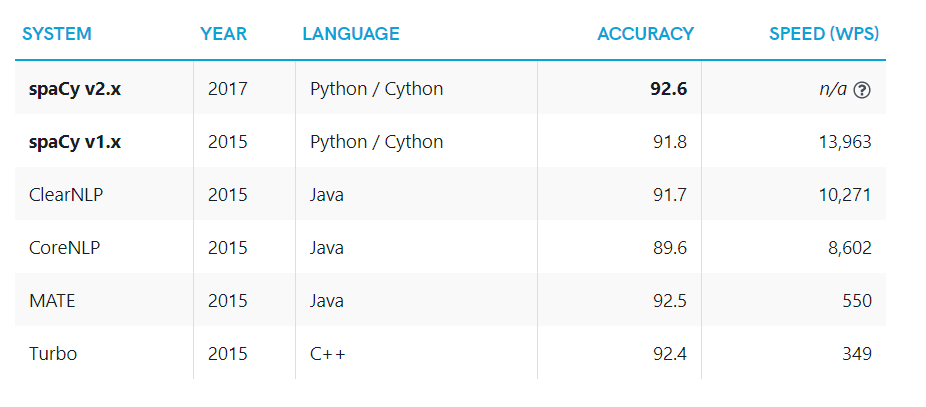 SYSTEM YEAR LANGUAGE ACCURACY SPEED (WPS)
spaCy v2.x 2017 Python / Cython 92.6 n/a ?
spaCy v1.x 2015 Python / Cython 91.8 13,963
ClearNLP 2015 Java 91.7 10,271
CoreNLP 2015 Java 89.6 8,602
MATE 2015 Java 92.5 550
Turbo 2015 C++ 92.4 349